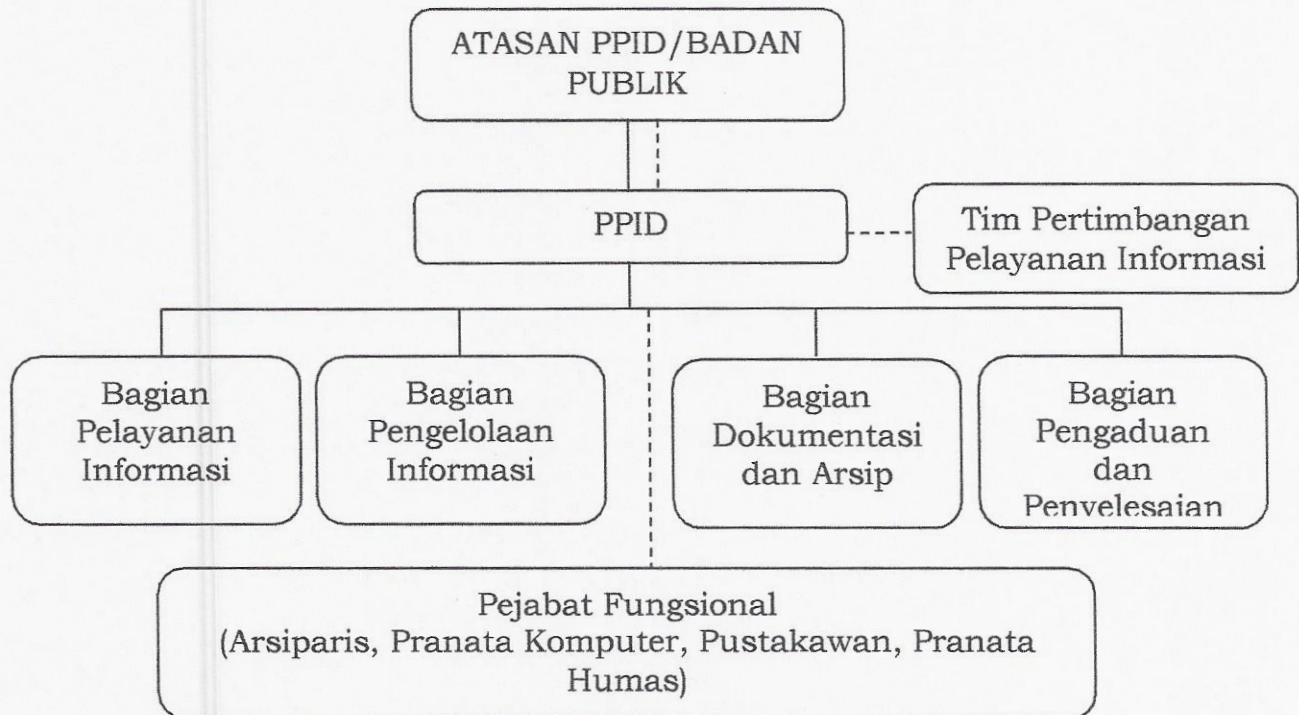 ATASAN PPID/BADAN
PUBLIK
PPID
Tim Pertimbangan
Pelayanan Informasi
Bagian
Pelayanan
Informasi
Bagian
Pengelolaan
Informasi
Bagian
Dokumentasi
dan Arsip
Bagian
Pengaduan
dan
Penyelesaian
Pejabat Fungsional
(Arsiparis, Pranata Komputer, Pustakawan, Pranata
Humas)